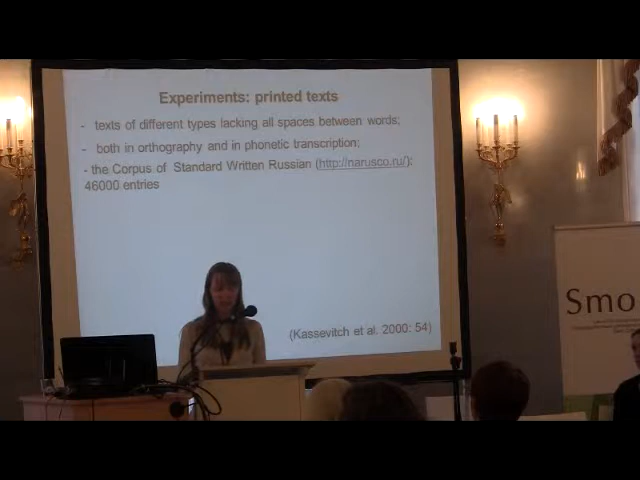 Experiments: printed texts
- texts of different types lacking all spaces between words;
- both in orthography and in phonetic transcription;
- the Corpus of Standard Written Russian (http://narusco.ru/):
46000 entries
(Kassevitch et al. 2000: 54)
Smo